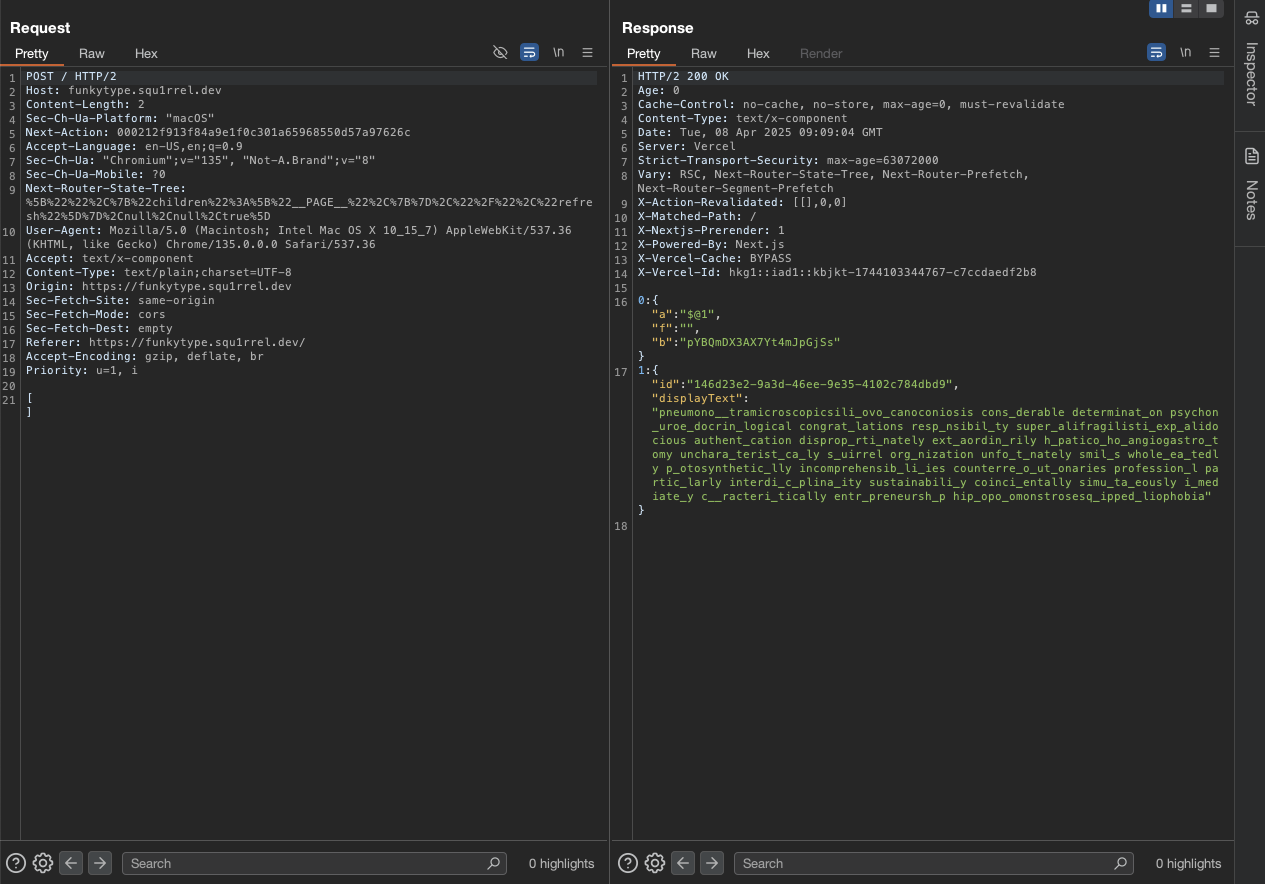 Request
Pretty Raw Hex \n
1 POST / HTTP/2
2 Host: funkytype.squ1rrel.dev
3 Content-Length: 2
4 Sec-Ch-Ua-Platform: "macOS"
5 Next-Action: 000212f913f84a9e1f0c301a65968550d57a97626c
6 Accept-Language: en-US,en;q=0.9
7 Sec-Ch-Ua: "Chromium";v="135", "Not-A.Brand";v="8"
8 Sec-Ch-Ua-Mobile: ?0
9 Next-Router-State-Tree:
%5B%22%22%2C%7B%22children%22%3A%5B%22__PAGE__%22%2C%7B%7D%2C%22%2F%22%2C%22refre
sh%22%5D%7D%2Cnull%2Cnull%2Ctrue%5D
10 User-Agent: Mozilla/5.0 (Macintosh; Intel Mac OS X 10_15_7) AppleWebKit/537.36
(KHTML, like Gecko) Chrome/135.0.0.0 Safari/537.36
11 Accept: text/x-component
12 Content-Type: text/plain;charset=UTF-8
13 Origin: https://funkytype.squ1rrel.dev
14 Sec-Fetch-Site: same-origin
15 Sec-Fetch-Mode: cors
16 Sec-Fetch-Dest: empty
17 Referer: https://funkytype.squ1rrel.dev/
18 Accept-Encoding: gzip, deflate, br
19 Priority: u=1, i
20
21 [
]
Search
0 highlights
Response
Pretty Raw Hex Render \n
1 HTTP/2 200 OK
2 Age: 0
3 Cache-Control: no-cache, no-store, max-age=0, must-revalidate
4 Content-Type: text/x-component
5 Date: Tue, 08 Apr 2025 09:09:04 GMT
6 Server: Vercel
7 Strict-Transport-Security: max-age=63072000
8 Vary: RSC, Next-Router-State-Tree, Next-Router-Prefetch,
Next-Router-Segment-Prefetch
9 X-Action-Revalidated: [[],0,0]
10 X-Matched-Path: /
11 X-Nextjs-Prerender: 1
12 X-Powered-By: Next.js
13 X-Vercel-Cache: BYPASS
14 X-Vercel-Id: hkg1::iad1::kbjkt-1744103344767-c7ccdaedf2b8
15
16 0:{
"a":"$@1",
"f":"",
"b":"pYBQmDX3AX7Yt4mJpGjSs"
}
17 1:{
"id":"146d23e2-9a3d-46ee-9e35-4102c784dbd9",
"displayText":
"pneumono__tramicroscopicsili_ovo_canoconiosis cons_derable determinat_on psychon
_uroe_docrin_logical congrat_lations resp_nsibil_ty super_alifragilisti_exp_alido
cious authent_cation disprop_rti_nately ext_aordin_rily h_patico_ho_angiogastro_t
omy unchara_terist_ca_ly s_uirrel org_nization unfo_t_nately smil_s whole_ea_tedl
y p_otosynthetic_lly incomprehensib_li_ies counterre_o_ut_onaries profession_l pa
rtic_larly interdi_c_plina_ity sustainabili_y coinci_entally simu_ta_eously i_med
iate_y c__racteri_tically entr_preneursh_p hip_opo_omonstrosesq_ipped_liophobia"
}
18
Search
0 highlights
Inspector
Notes